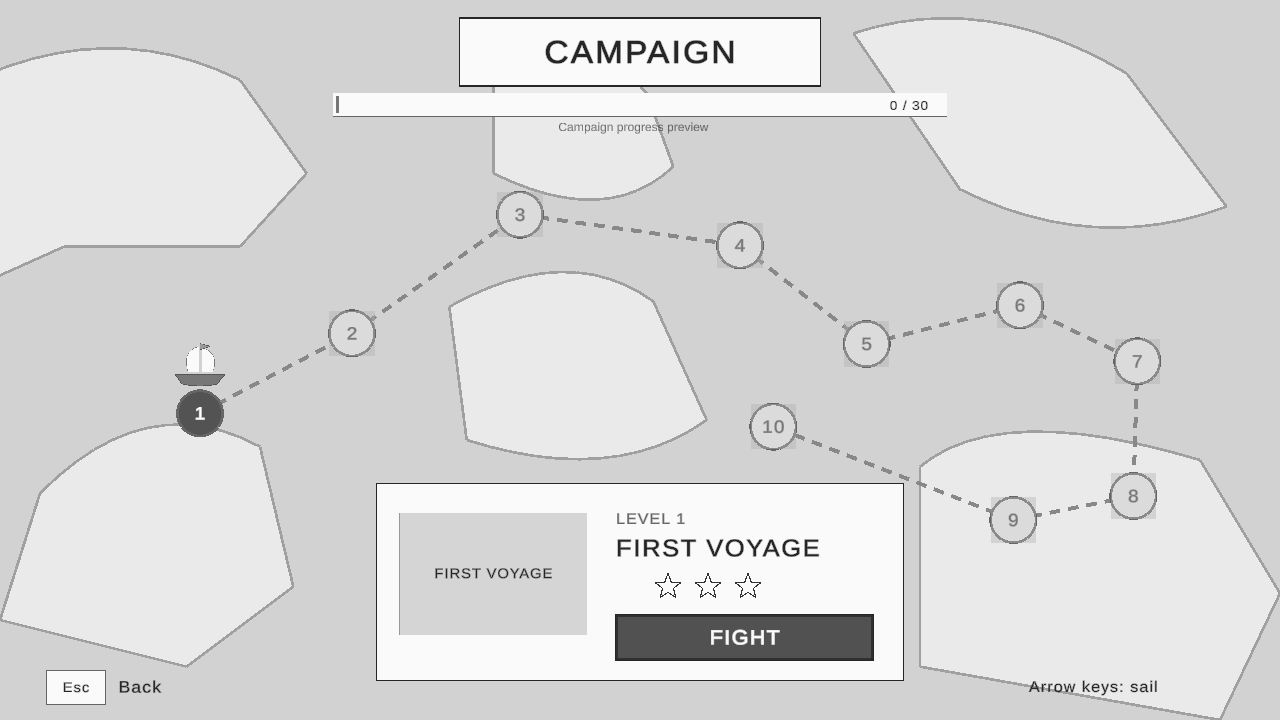 CAMPAIGN
0 / 30
Campaign progress preview
3
4
6
5
2
7
1
10
8
9
LEVEL 1
FIRST VOYAGE
FIRST VOYAGE
FIGHT
Esc Back
Arrow keys: sail